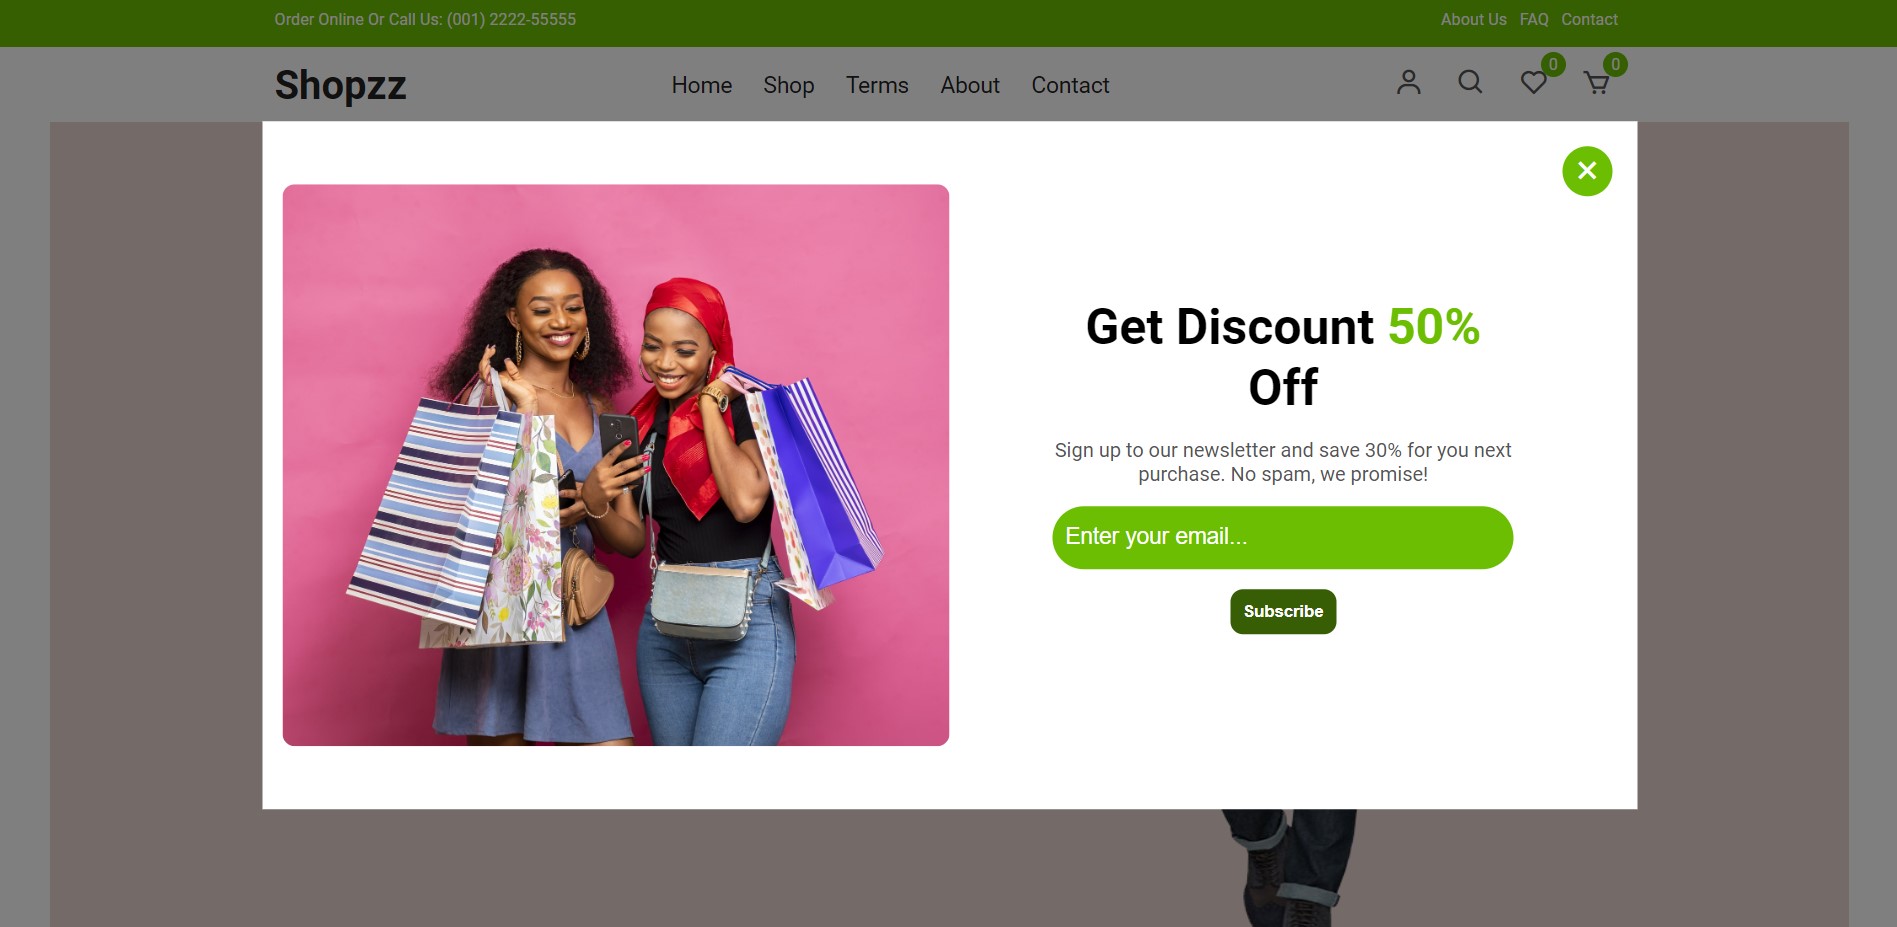 Order Online Or Call Us: (001) 2222-55555
About Us FAQ Contact
Shopzz
Home Shop Terms About Contact
0 0
Get Discount 50%
Off
Sign up to our newsletter and save 30% for you next
purchase. No spam, we promise!
Enter your email...
Subscribe